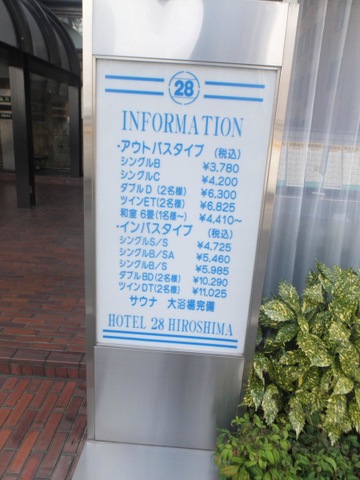 28
INFORMATION
・アウトバスタイプ (税込)
シングルB ¥3,780
シングルC ¥4,200
ダブルD (2名様) ¥6,300
ツインET(2名様) ¥6,825
和室 6畳(1名様~) ¥4,410~
・インバスタイプ (税込)
シングルS/S ¥4,725
シングルB/SA ¥5,460
シングルB/S ¥5,985
ダブルBD(2名様) ¥10,290
ツインDT(2名様) ¥11,025
サウナ 大浴場完備
HOTEL 28 HIROSHIMA